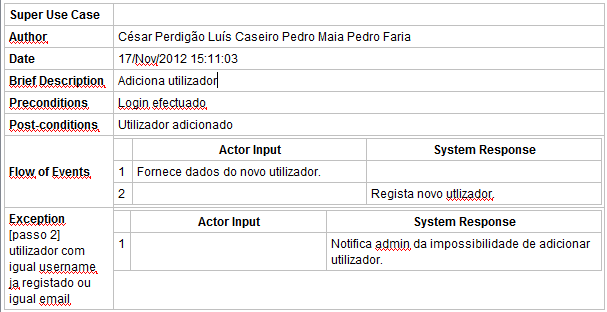 Super Use Case
Author César Perdigão Luís Caseiro Pedro Maia Pedro Faria
Date 17/Nov/2012 15:11:03
Brief Description Adiciona utilizador
Preconditions Login efectuado
Post-conditions Utilizador adicionado
Flow of Events
Actor Input System Response
1 Fornece dados do novo utilizador.
2 Regista novo utlizador.
Exception
[passo 2]
utilizador com
igual username
ja registado ou
igual email
Actor Input System Response
1 Notifica admin da impossibilidade de adicionar
utilizador.